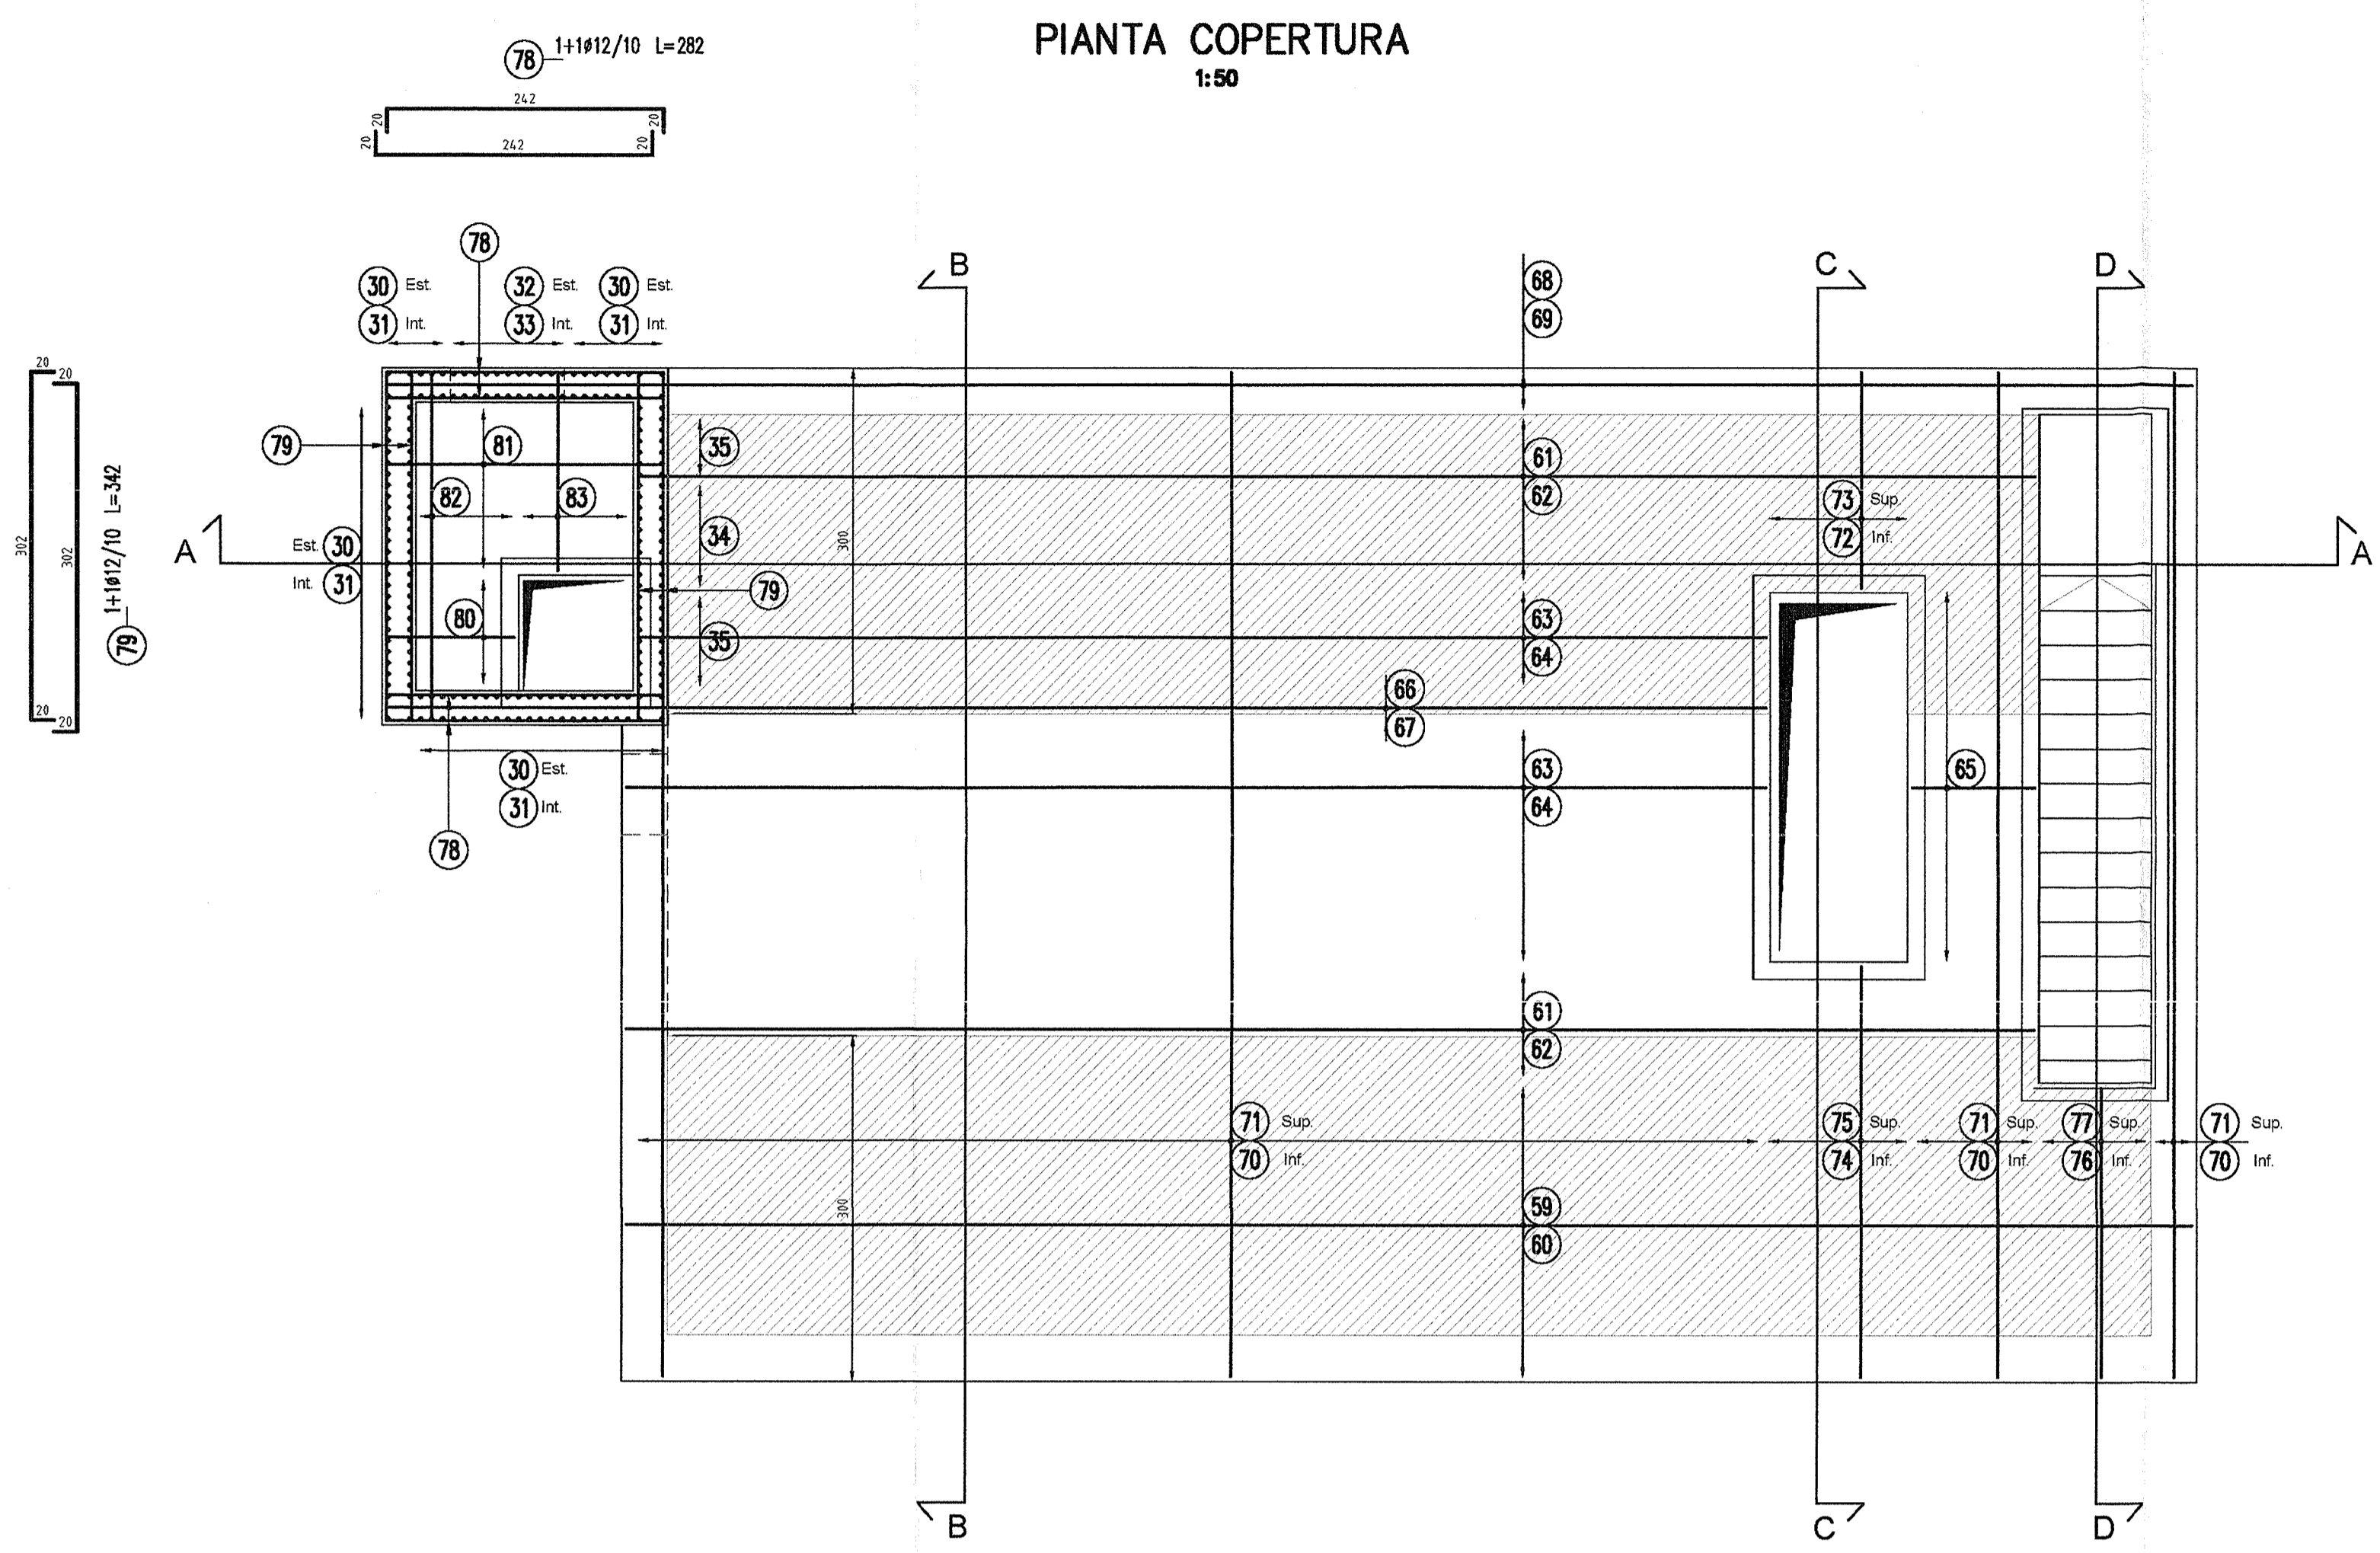 PIANTA COPERTURA
1:50
78 1+1ø12/10 L=282
242
20 20
20 242 20
78
30 Est. 32 Est. 30 Est.
31 Int. 33 Int. 31 Int.
B C D
68
69
20
20
302
302
20
20
79 1+1ø12/10 L=342
79
81
35
61
62
82
83
73 Sup.
72 Inf.
A
Est. 30
Int. 31
34
300
A
79
80
35
63
64
66
67
30 Est.
31 Int.
63
64
65
78
61
62
71 Sup.
70 Inf.
75 Sup.
74 Inf.
71 Sup.
70 Inf.
77 Sup.
76 Inf.
71 Sup.
70 Inf.
300
59
60
B C D